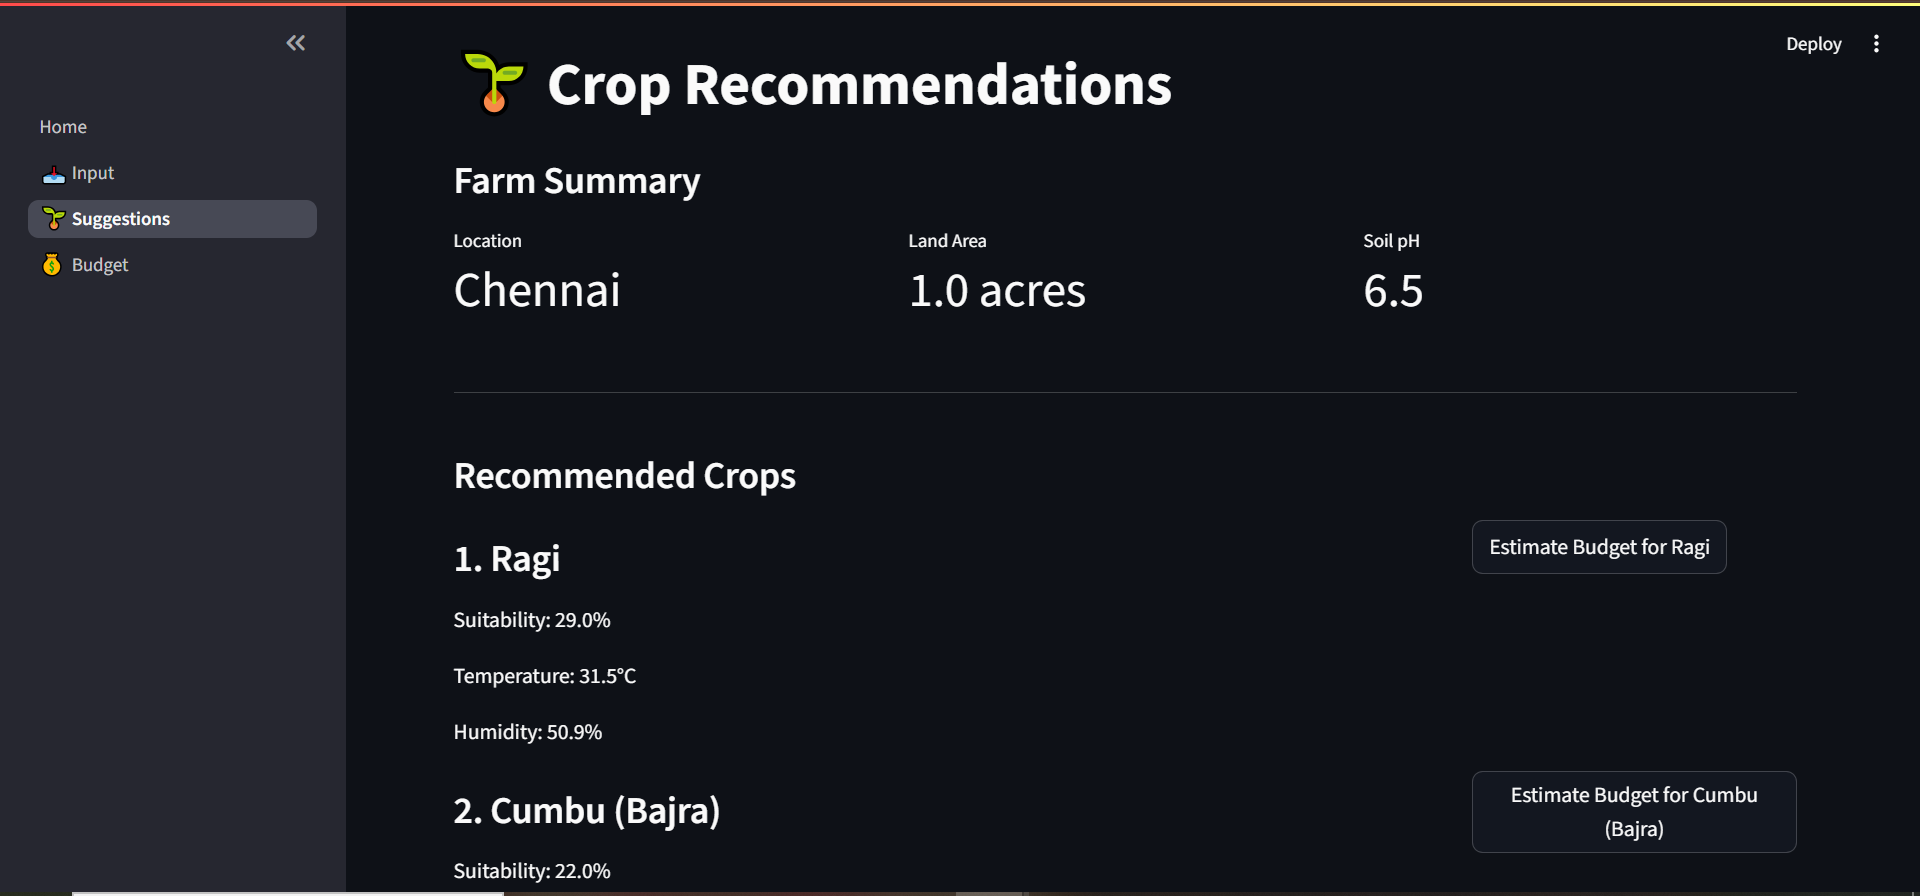 Deploy
Home
Input
Suggestions
Budget
Crop Recommendations
Farm Summary
Location
Chennai
Land Area
1.0 acres
Soil pH
6.5
Recommended Crops
1. Ragi
Estimate Budget for Ragi
Suitability: 29.0%
Temperature: 31.5°C
Humidity: 50.9%
2. Cumbu (Bajra)
Estimate Budget for Cumbu
(Bajra)
Suitability: 22.0%